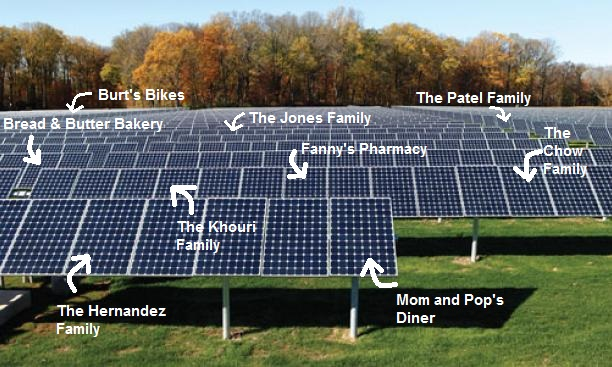 Burt's Bikes
The Patel Family
Bread & Butter Bakery
The Jones Family
The
Chow
Family
Fanny's Pharmacy
The Khouri
Family
The Hernandez
Family
Mom and Pop's
Diner